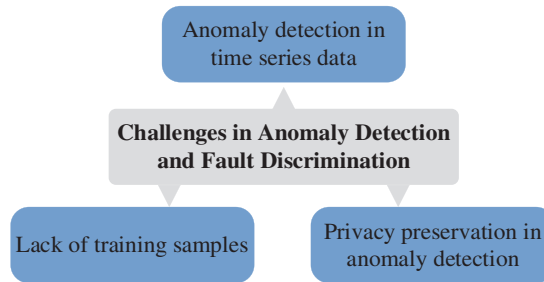 Anomaly detection in
time series data
Challenges in Anomaly Detection
and Fault Discrimination
Lack of training samples
Privacy preservation in
anomaly detection